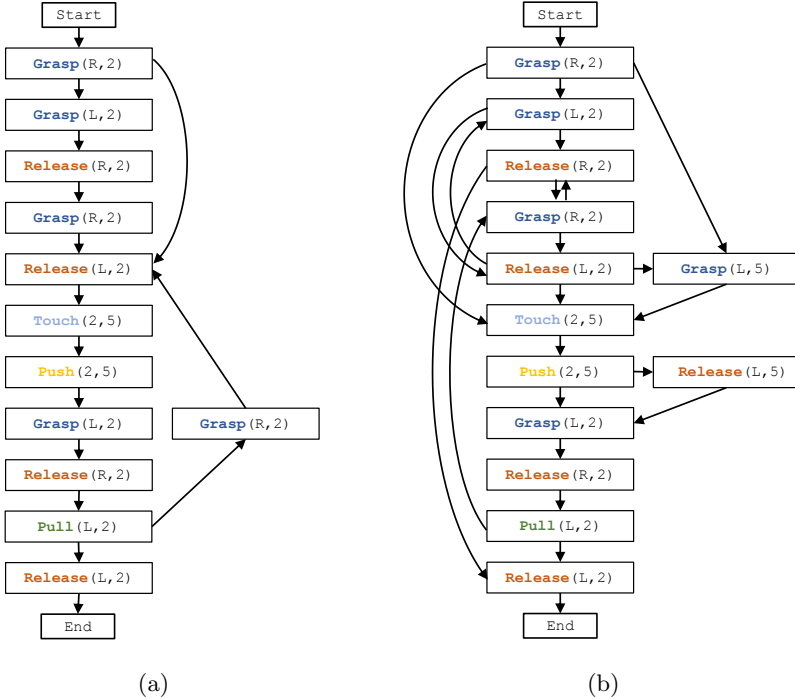 Start
Grasp(R,2)
Grasp(L,2)
Release(R,2)
Grasp(R,2)
Release(L,2)
Touch(2,5)
Push(2,5)
Grasp(L,2)
Grasp(R,2)
Release(R,2)
Pull(L,2)
Release(L,2)
End
(a)
Start
Grasp(R,2)
Grasp(L,2)
Release(R,2)
Grasp(R,2)
Release(L,2)
Grasp(L,5)
Touch(2,5)
Push(2,5)
Release(L,5)
Grasp(L,2)
Release(R,2)
Pull(L,2)
Release(L,2)
End
(b)